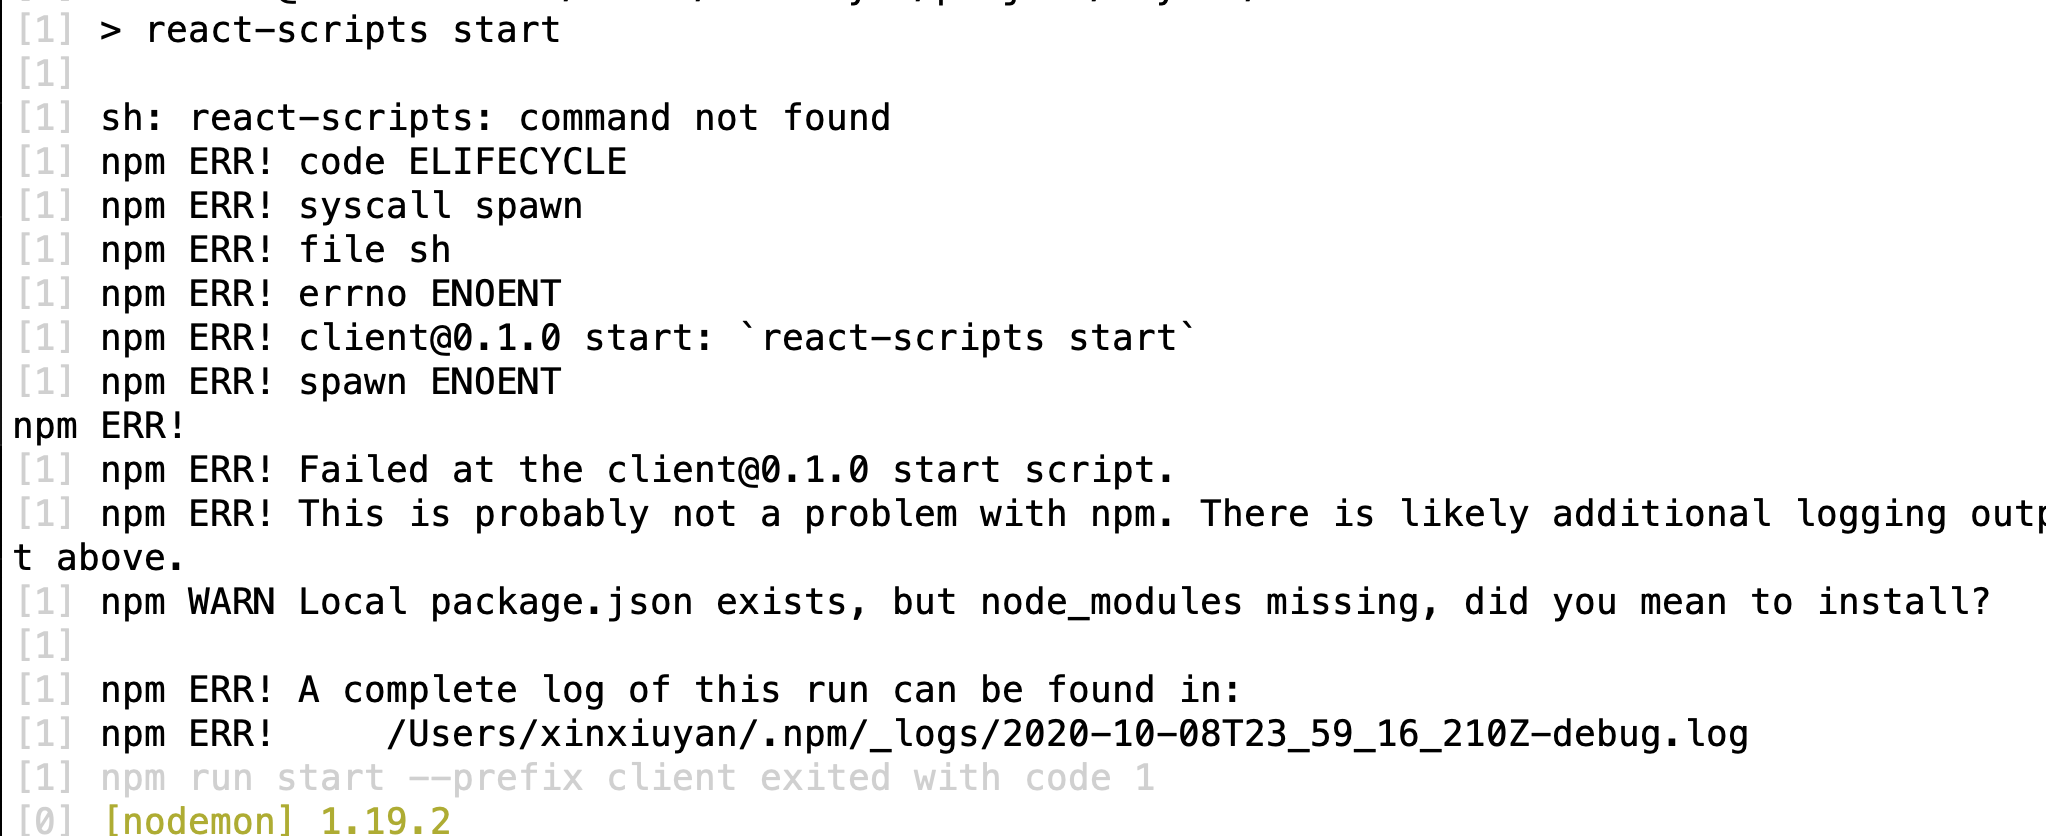 [1] > react-scripts start
[1]
[1] sh: react-scripts: command not found
[1] npm ERR! code ELIFECYCLE
[1] npm ERR! syscall spawn
[1] npm ERR! file sh
[1] npm ERR! errno ENOENT
[1] npm ERR! client@0.1.0 start: `react-scripts start`
[1] npm ERR! spawn ENOENT
npm ERR!
[1] npm ERR! Failed at the client@0.1.0 start script.
[1] npm ERR! This is probably not a problem with npm. There is likely additional logging outp
t above.
[1] npm WARN Local package.json exists, but node_modules missing, did you mean to install?
[1]
[1] npm ERR! A complete log of this run can be found in:
[1] npm ERR!     /Users/xinxiuyan/.npm/_logs/2020-10-08T23_59_16_210Z-debug.log
[1] npm run start --prefix client exited with code 1
[0] [nodemon] 1.19.2